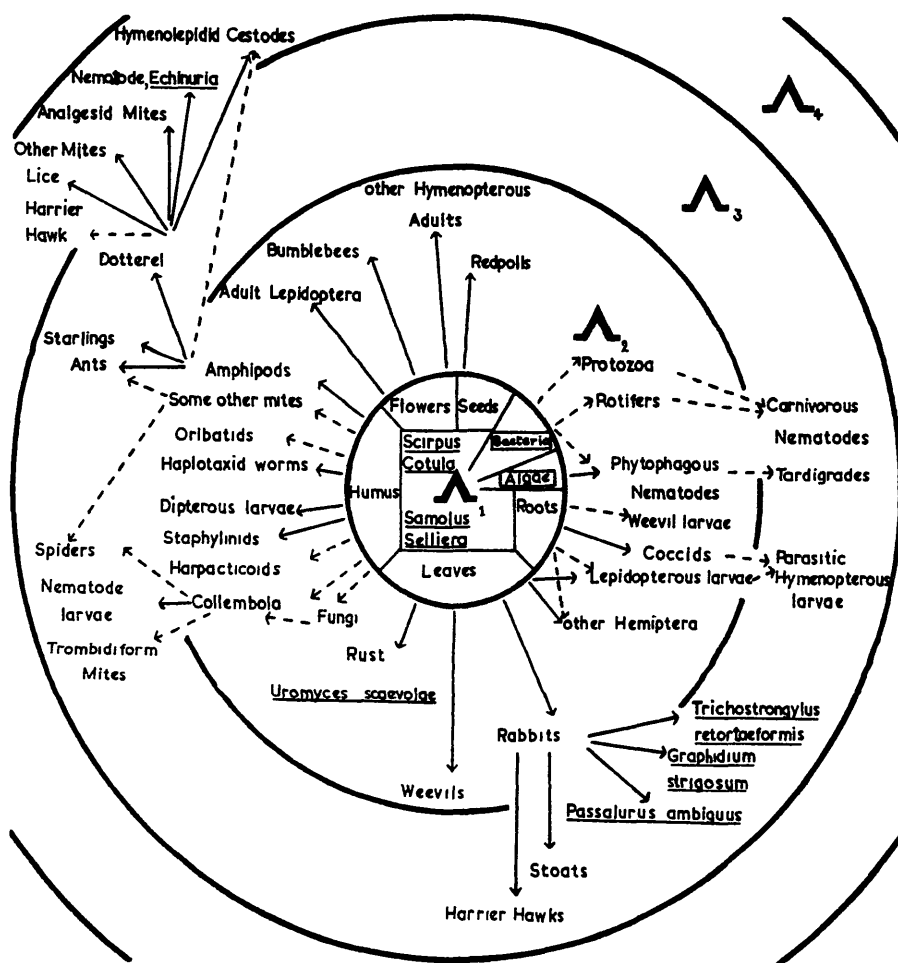 Hymenolepidid Cestodes
Nematode, Echinuria
Analgesid Mites
Other Mites
Lice
Harrier
Hawk
Dotterel
other Hymenopterous
Adults
Bumblebees
Redpolls
Adult Lepidoptera
Λ4
Λ3
Λ2
Starlings
Ants
Amphipods
Some other mites
Oribatids
Haplotaxid worms
Dipterous larvae
Staphylinids
Harpacticoids
Collembola
Fungi
Spiders
Nematode
larvae
Trombidiform
Mites
Flowers
Seeds
Bacteria
Algae
Scirpus
Cotula
Λ1
Samolus
Selliera
Humus
Roots
Leaves
Protozoa
Rotifers
Carnivorous
Nematodes
Phytophagous
Nematodes
Tardigrades
Weevil larvae
Coccids
Parasitic
Hymenopterous
larvae
Lepidopterous larvae
other Hemiptera
Rust
Uromyces scaevolae
Weevils
Rabbits
Trichostrongylus
retortaeformis
Graphidium
strigosum
Passalurus ambiquus
Stoats
Harrier Hawks